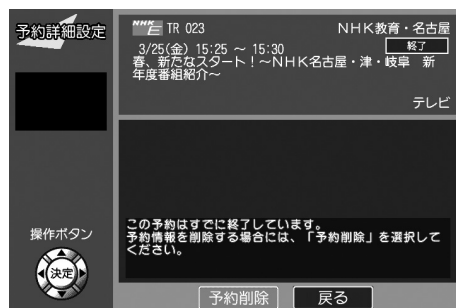 予約詳細設定
NHK E TR 023 NHK教育・名古屋
3/25(金) 15:25 ～ 15:30 終了
春、新たなスタート！～NHK名古屋・津・岐阜　新
年度番組紹介～
テレビ
この予約はすでに終了しています。
予約情報を削除する場合には、「予約削除」を選択して
ください。
操作ボタン
決定
予約削除 戻る